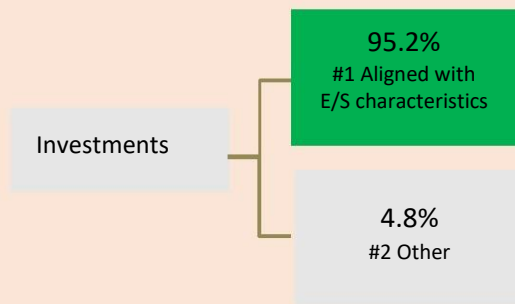 95.2%
#1 Aligned with
E/S characteristics
Investments
4.8%
#2 Other